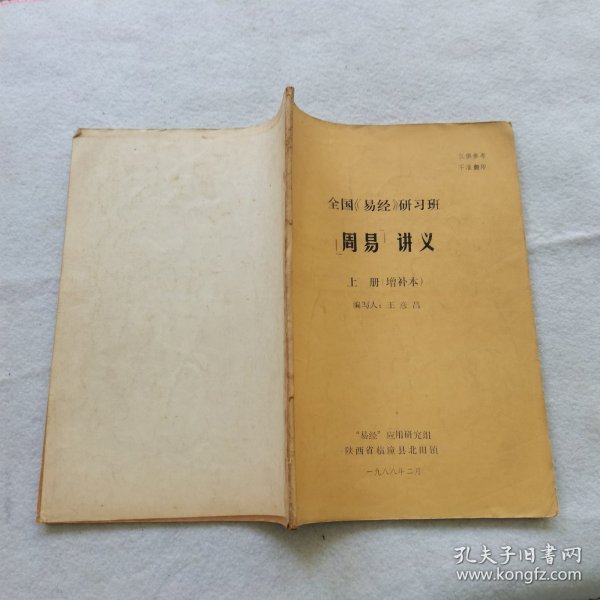 仅供参考
不准翻印
全国《易经》研习班
「周易」讲义
上 册(增补本)
编写人:王彦昌
“易经”应用研究组
陕西省临潼县北田镇
一九八八年二月
孔夫子旧书网
www.kongfz.com